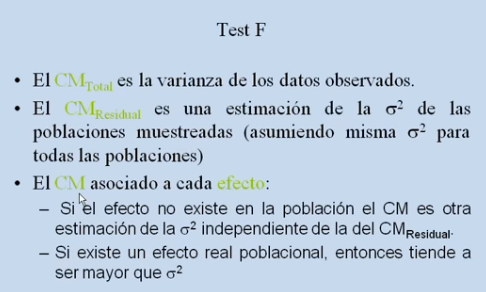 Test F
• El CM_Total es la varianza de los datos observados.
• El CM_Residual es una estimación de la σ² de las
poblaciones muestreadas (asumiendo misma σ² para
todas las poblaciones)
• El CM asociado a cada efecto:
– Si el efecto no existe en la población el CM es otra
estimación de la σ² independiente de la del CM_Residual.
– Si existe un efecto real poblacional, entonces tiende a
ser mayor que σ²